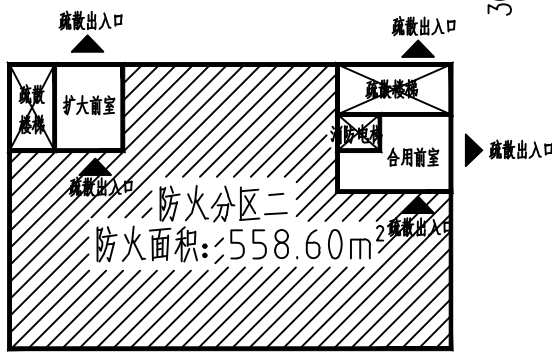 疏散出入口
疏散出入口
疏散
楼梯
扩大前室
疏散楼梯
消防电梯
合用前室
疏散出入口
疏散出入口
疏散出入口
防火分区二
防火面积：558.60m²